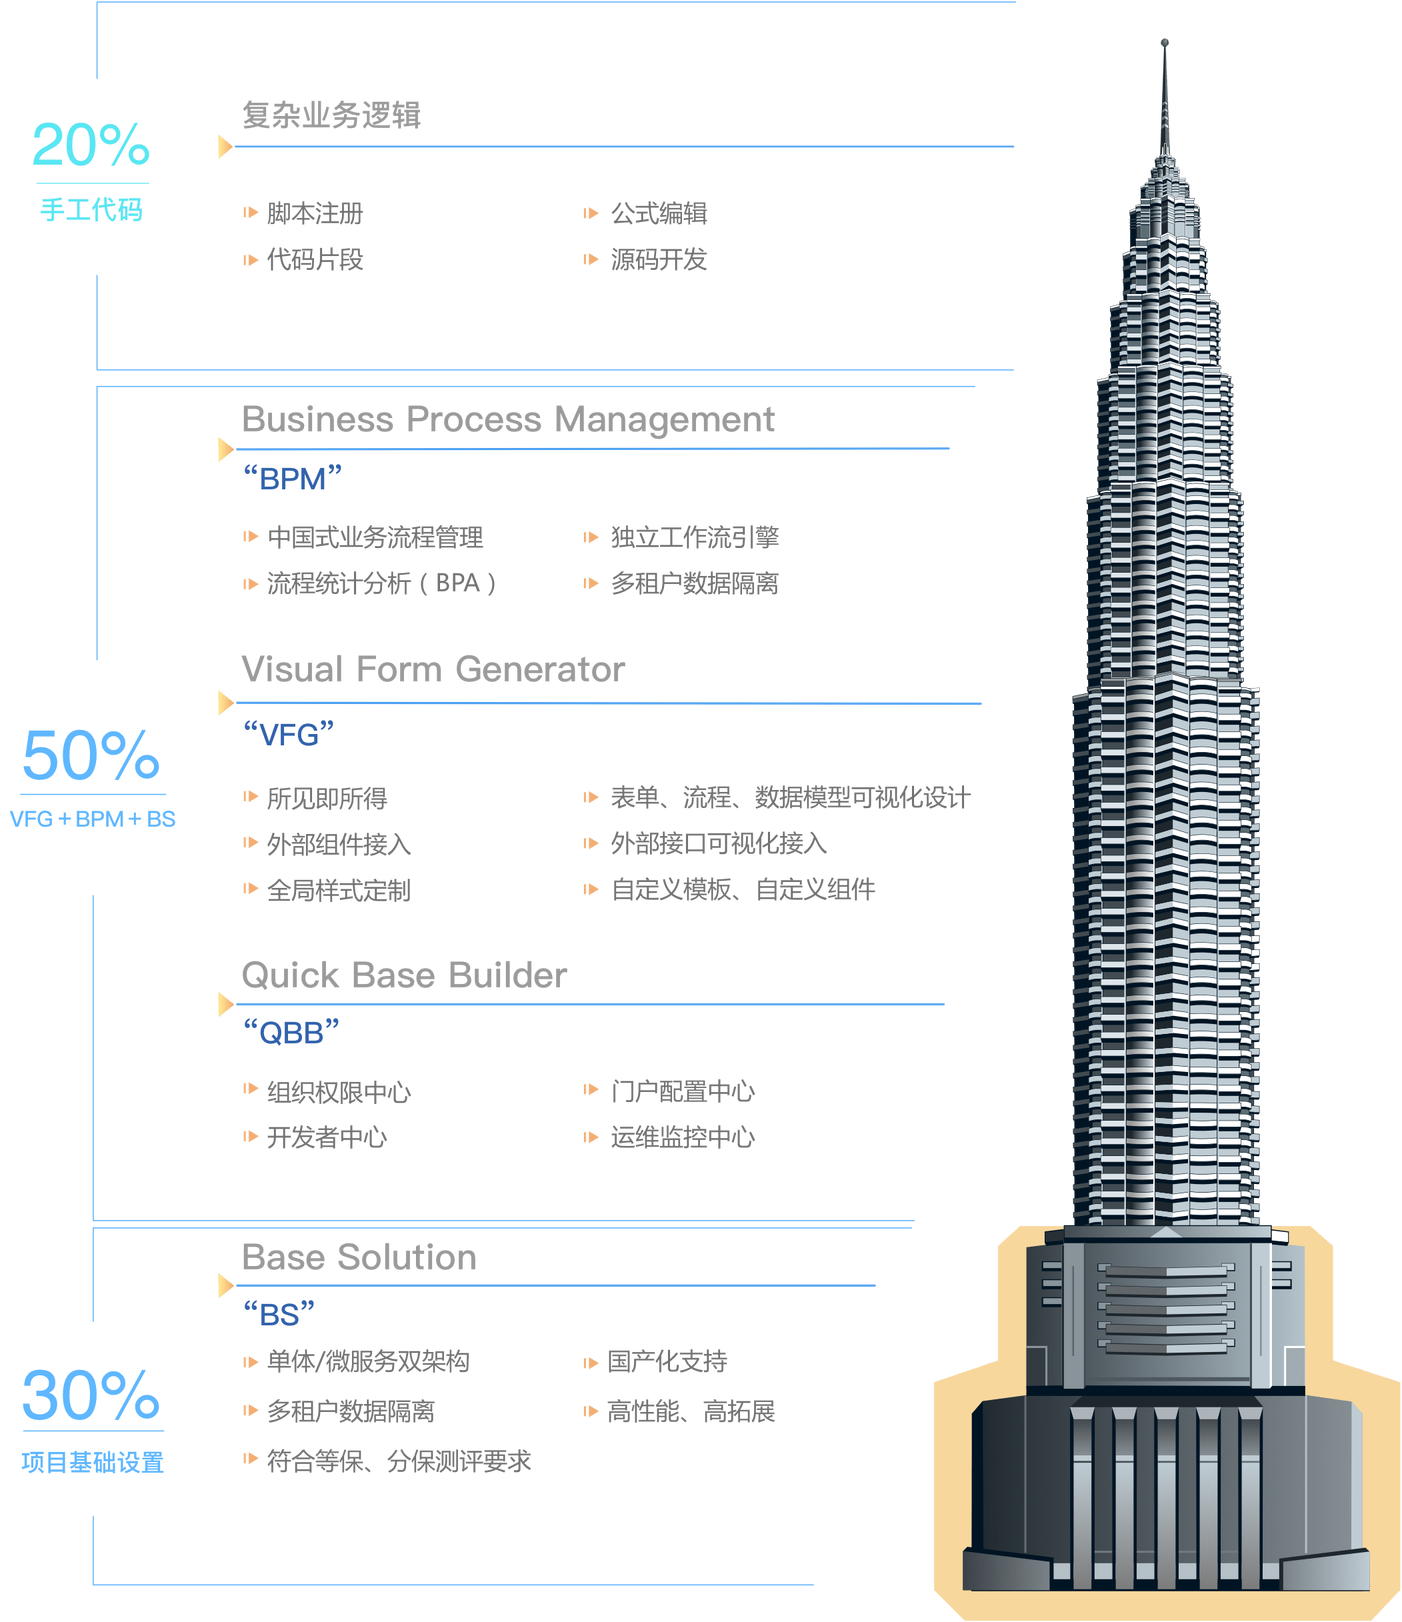 20%
手工代码
复杂业务逻辑
脚本注册
公式编辑
代码片段
源码开发
50%
VFG+BPM+BS
Business Process Management
“BPM”
中国式业务流程管理
独立工作流引擎
流程统计分析（BPA）
多租户数据隔离
Visual Form Generator
“VFG”
所见即所得
表单、流程、数据模型可视化设计
外部组件接入
外部接口可视化接入
全局样式定制
自定义模板、自定义组件
Quick Base Builder
“QBB”
组织权限中心
门户配置中心
开发者中心
运维监控中心
30%
项目基础设置
Base Solution
“BS”
单体/微服务双架构
国产化支持
多租户数据隔离
高性能、高拓展
符合等保、分保测评要求